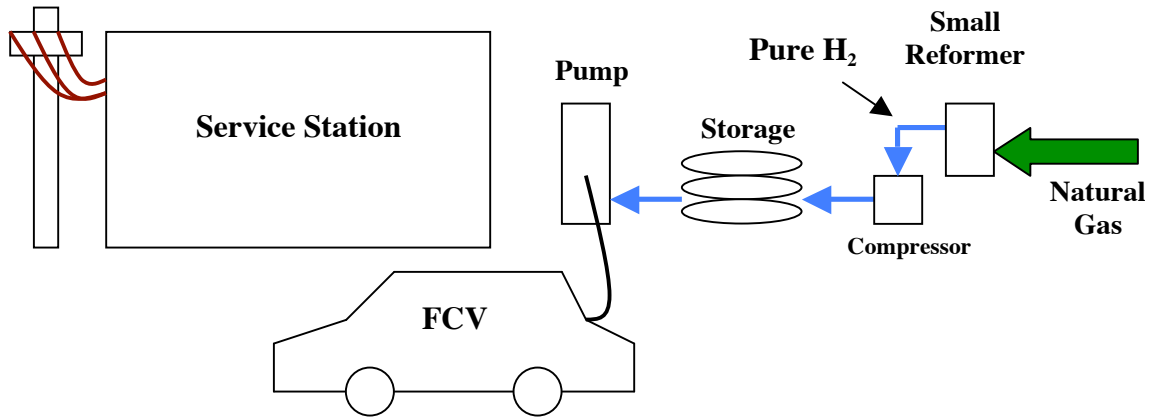 Service Station
Pump
FCV
Storage
Pure H₂
Compressor
Small
Reformer
Natural
Gas